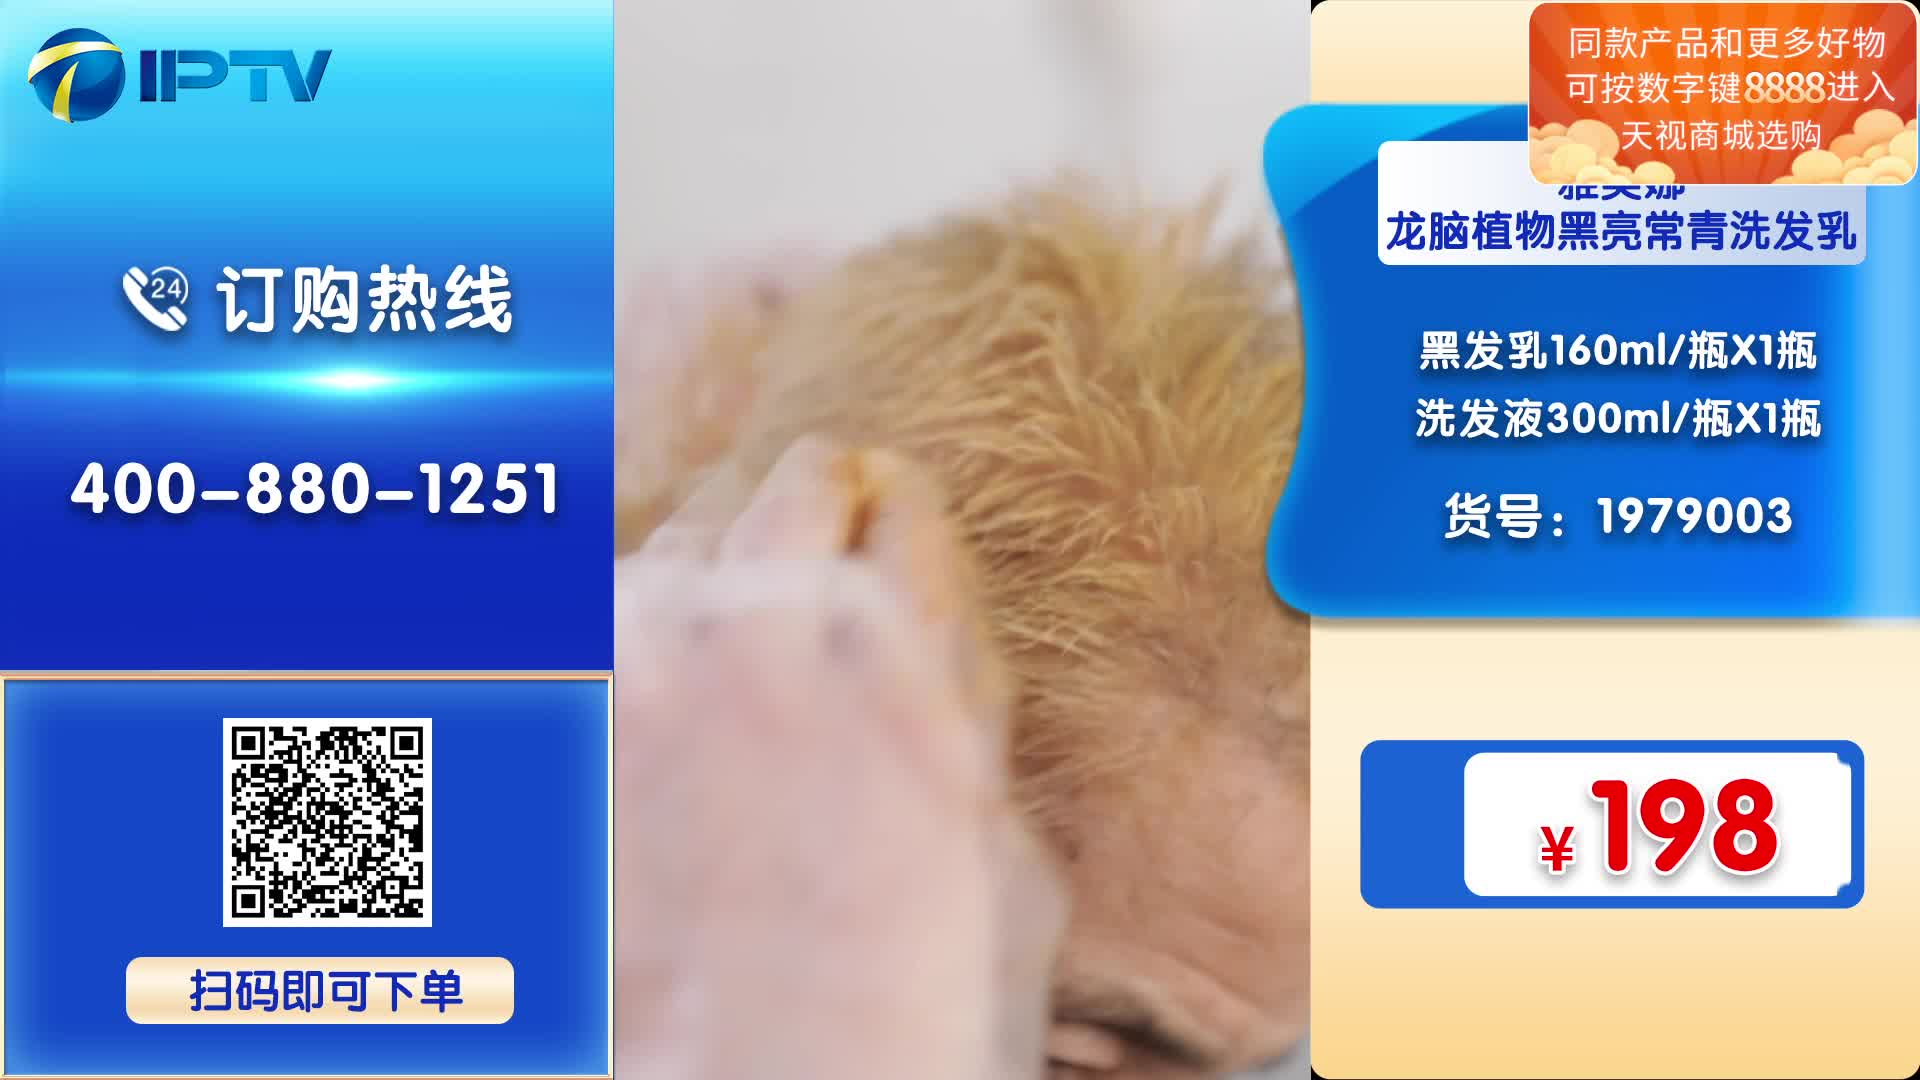 IPTV
24 订购热线
400-880-1251
扫码即可下单
同款产品和更多好物
可按数字键8888进入
天视商城选购
龙脑植物黑亮常青洗发乳
黑发乳160ml/瓶X1瓶
洗发液300ml/瓶X1瓶
货号：1979003
¥198